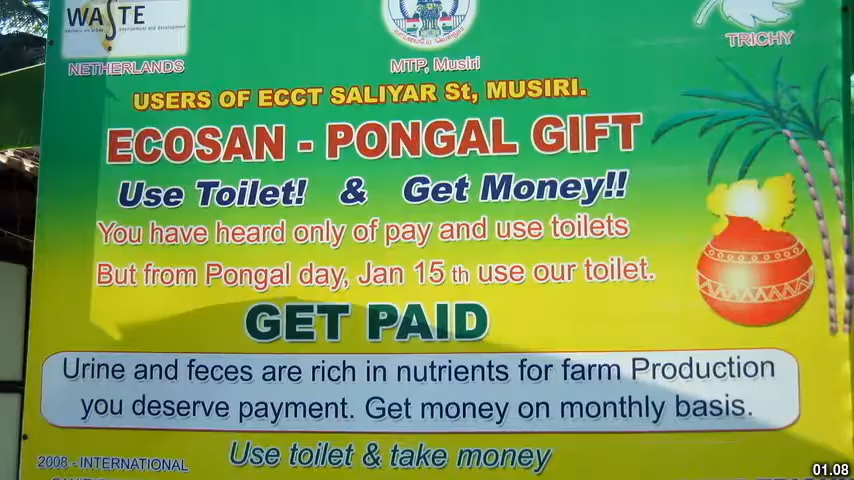 WASTE
NETHERLANDS
MTP, Musiri
TRICHY
USERS OF ECCT SALIYAR St, MUSIRI.
ECOSAN - PONGAL GIFT
Use Toilet! & Get Money!!
You have heard only of pay and use toilets
But from Pongal day, Jan 15 th use our toilet.
GET PAID
Urine and feces are rich in nutrients for farm Production
you deserve payment. Get money on monthly basis.
Use toilet & take money
2008 - INTERNATIONAL
01.08